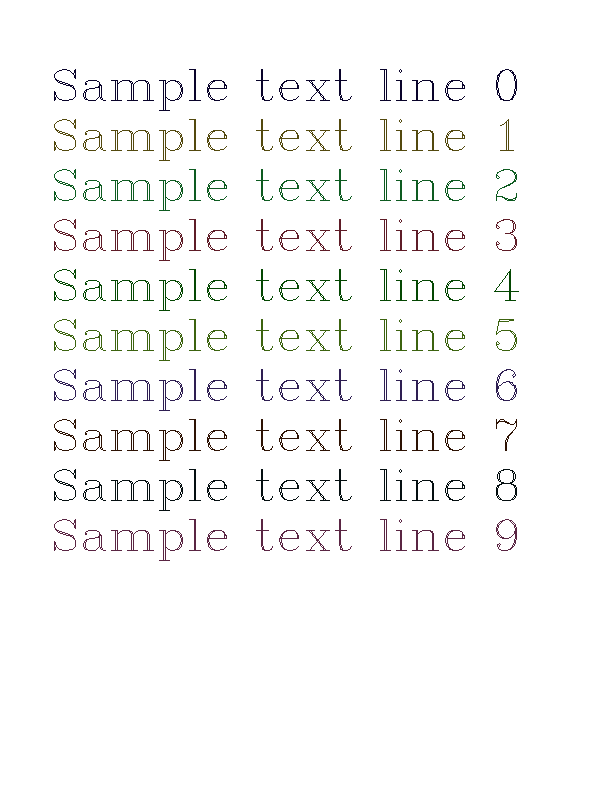 Sample text line 0
Sample text line 1
Sample text line 2
Sample text line 3
Sample text line 4
Sample text line 5
Sample text line 6
Sample text line 7
Sample text line 8
Sample text line 9